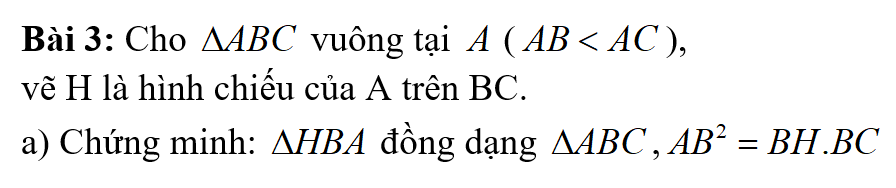 Bài 3: Cho ΔABC vuông tại A ( AB < AC ),
vẽ H là hình chiếu của A trên BC.
a) Chứng minh: ΔHBA đồng dạng ΔABC , AB² = BH.BC